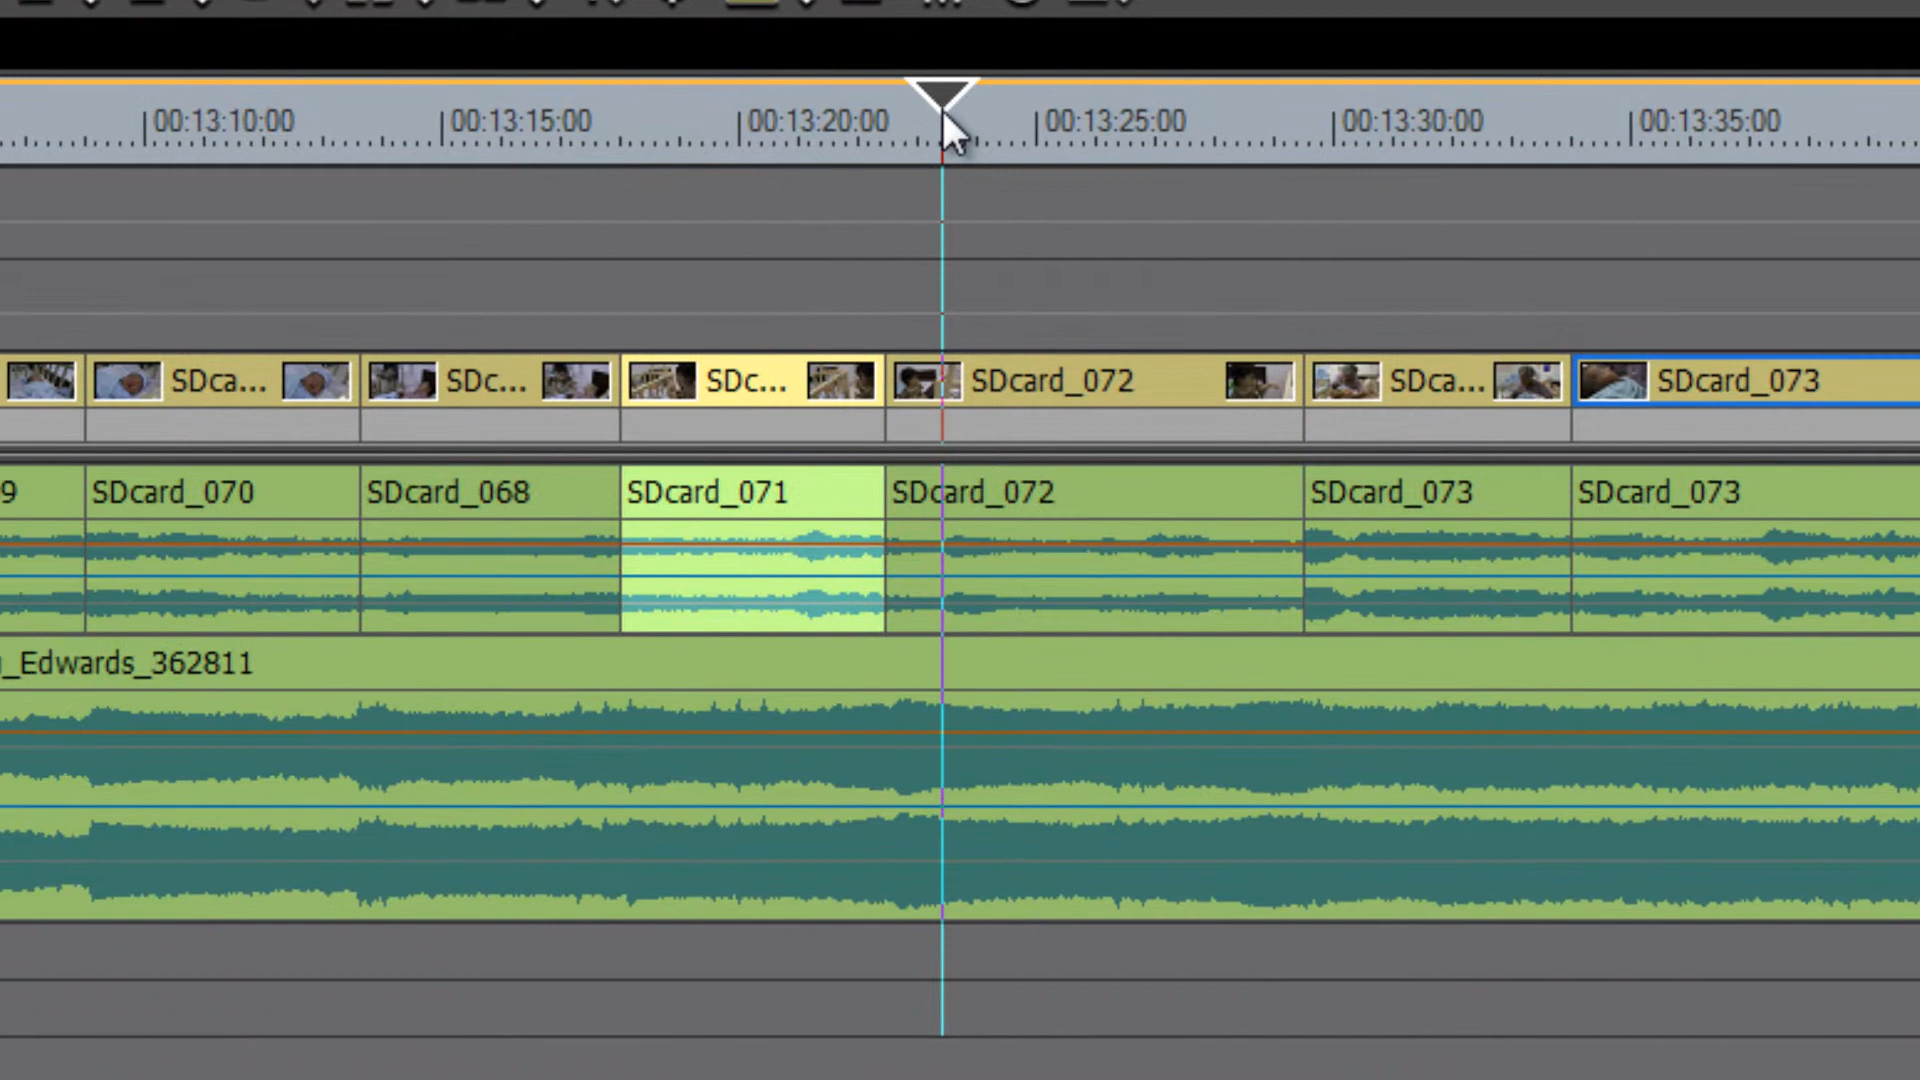 00:13:10:00 00:13:15:00 00:13:20:00 00:13:25:00 00:13:30:00 00:13:35:00
SDca... SDc... SDc... SDcard_072 SDca... SDcard_073
9 SDcard_070 SDcard_068 SDcard_071 SDcard_072 SDcard_073 SDcard_073
_Edwards_362811